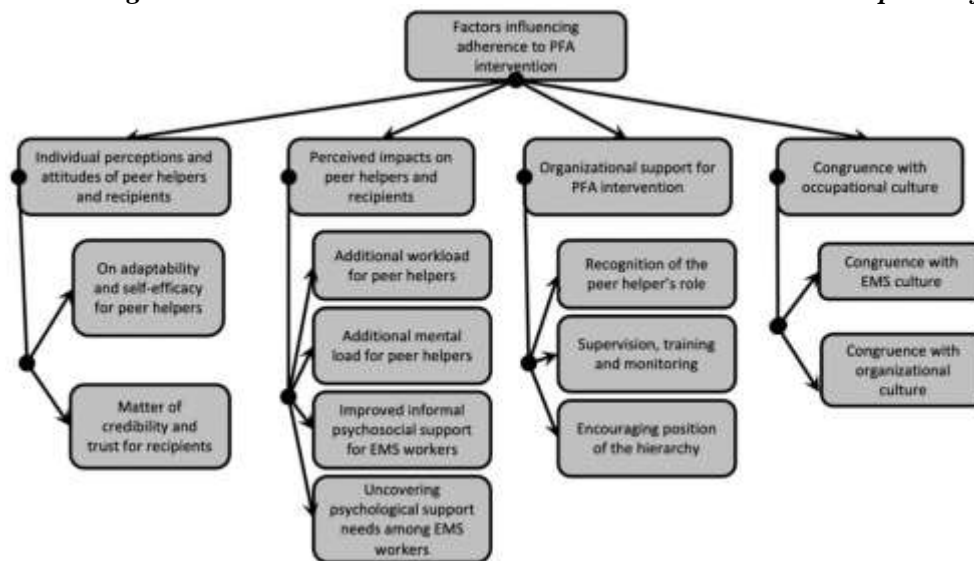 Factors influencing
adherence to PFA
intervention
Individual perceptions and
attitudes of peer helpers
and recipients
Perceived impacts on
peer helpers and
recipients
Organizational support for
PFA intervention
Congruence with
occupational culture
On adaptability
and self-efficacy
for peer helpers
Matter of
credibility and
trust for recipients
Additional workload
for peer helpers
Additional mental
load for peer helpers
Improved informal
psychosocial support
for EMS workers
Uncovering
psychological support
needs among EMS
workers
Recognition of the
peer helper's role
Supervision, training
and monitoring
Encouraging position
of the hierarchy
Congruence with
EMS culture
Congruence with
organizational
culture